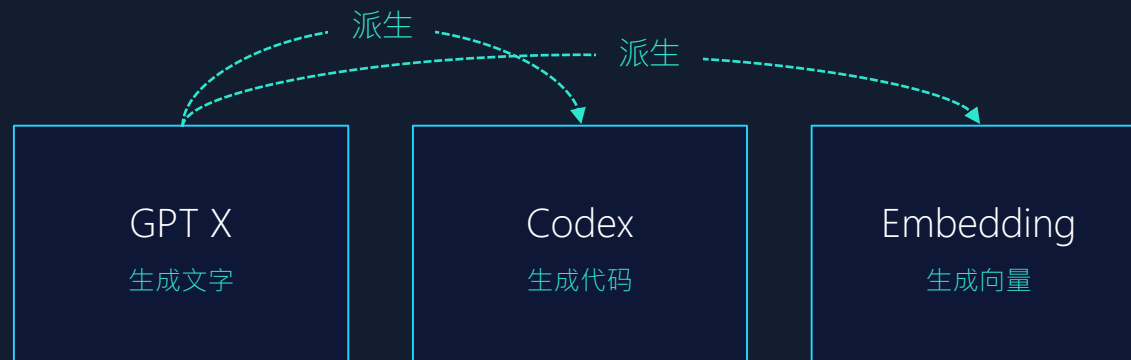 派生
派生
GPT X
生成文字
Codex
生成代码
Embedding
生成向量